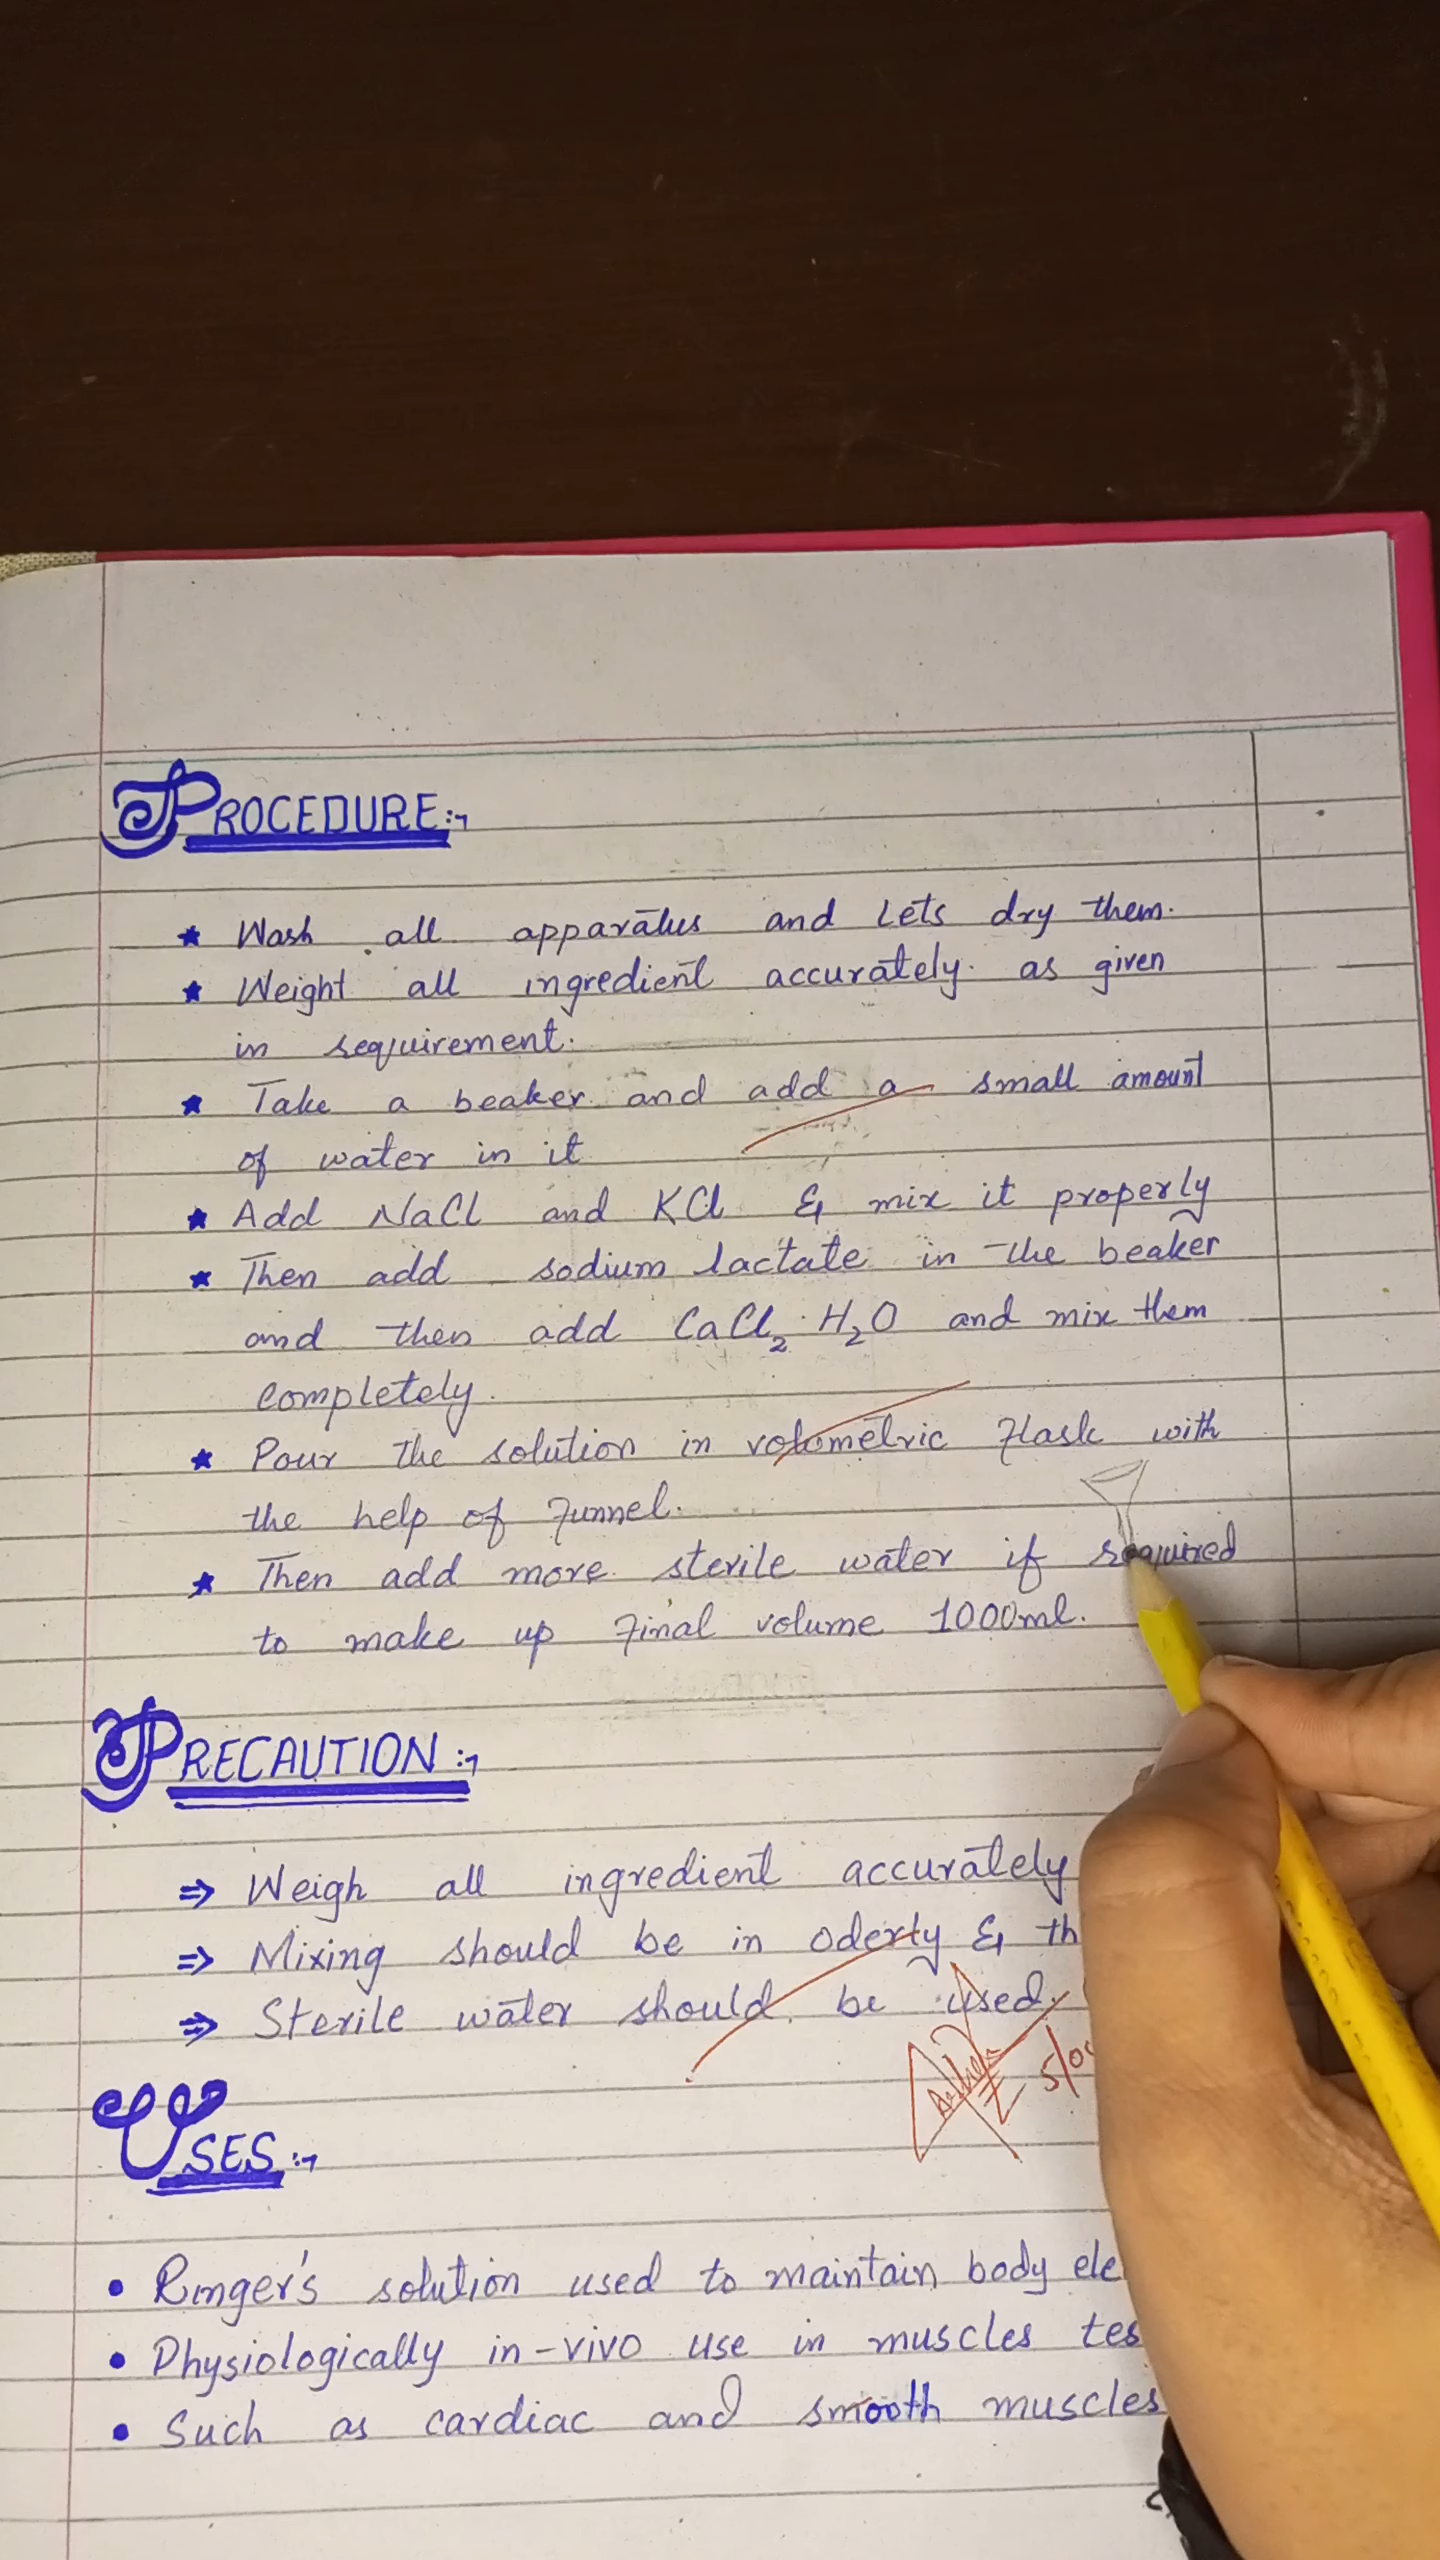 PROCEDURE:-
★ Wash all apparatus and Lets dry them.
★ Weight all ingredient accurately. as given
in requirement.
★ Take a beaker and add a small amount
of water in it
★ Add NaCl and KCl & mix it properly
★ Then add sodium lactate in the beaker
and then add CaCl₂·H₂O and mix them
completely.
★ Pour the solution in volumetric flask with
the help of funnel.
★ Then add more sterile water if required
to make up final volume 1000ml.
PRECAUTION:-
⇒ Weigh all ingredient accurately
⇒ Mixing should be in oderty & th
⇒ Sterile water should be used.
5/0
USES:-
• Ringer's solution used to maintain body ele
• Physiologically in-vivo use in muscles tes
• Such as cardiac and smooth muscles